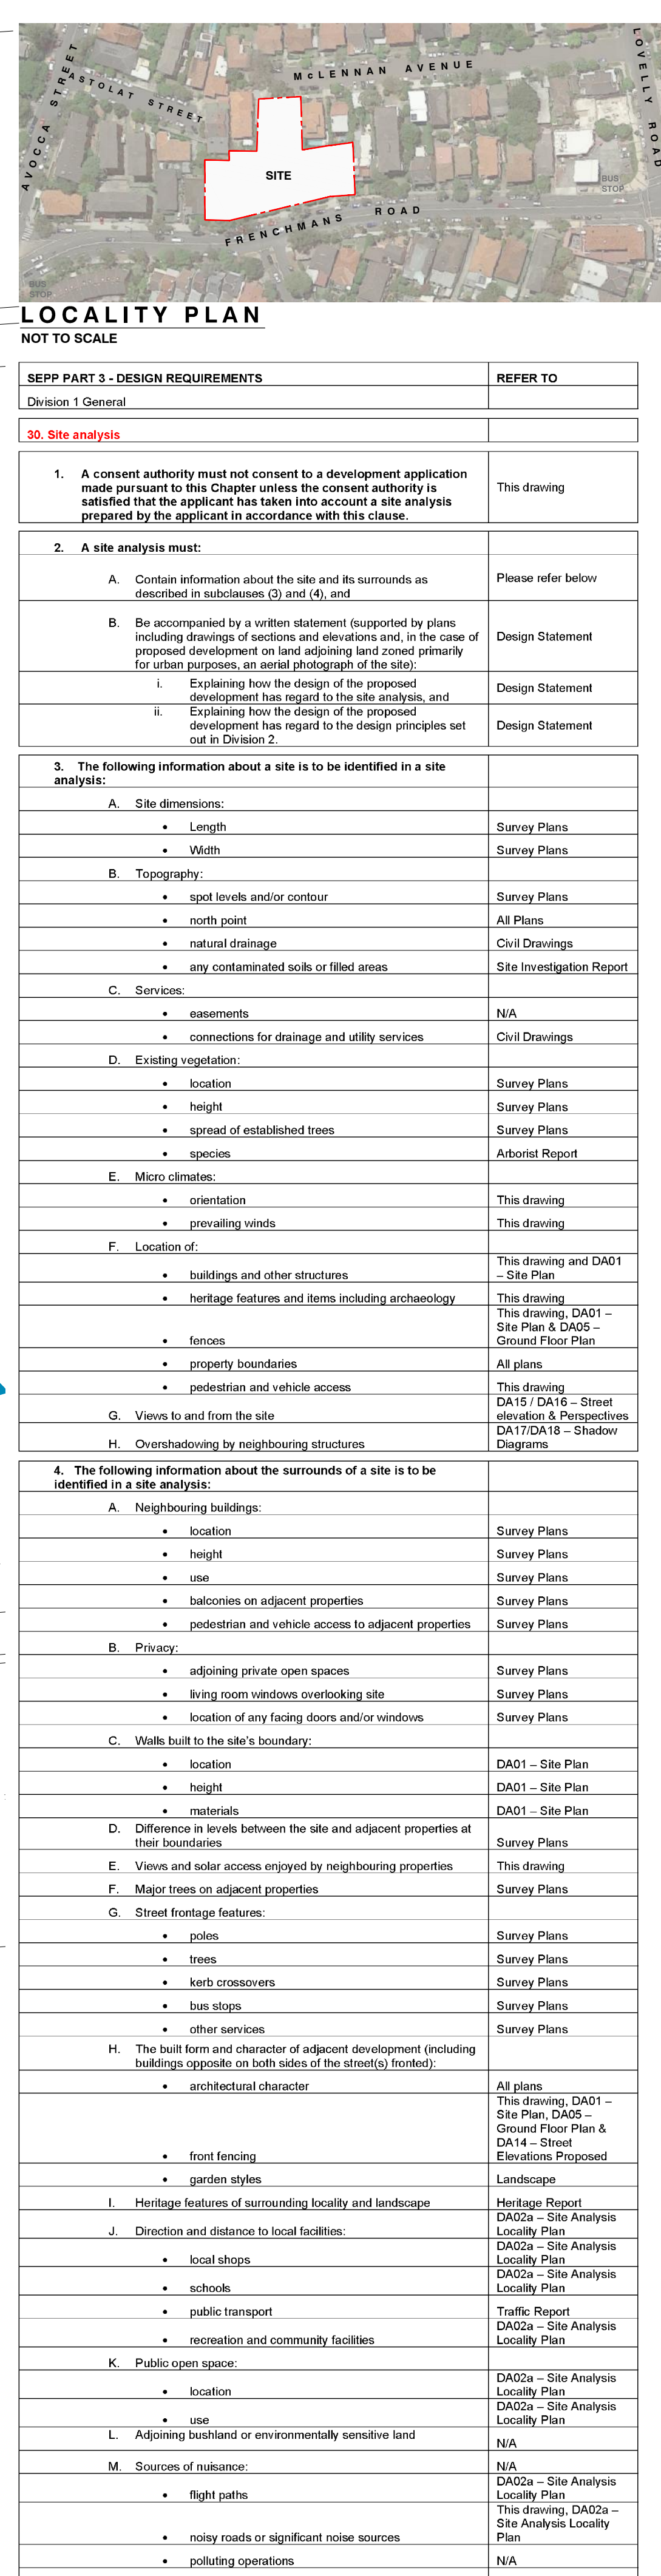 AVOCCA STREET
ASTOLAT STREET
McLENNAN AVENUE
LOVELLY ROAD
SITE
BUS
STOP
FRENCHMANS ROAD
BUS
STOP
LOCALITY PLAN
NOT TO SCALE
SEPP PART 3 - DESIGN REQUIREMENTS REFER TO
Division 1 General
30. Site analysis
1. A consent authority must not consent to a development application
made pursuant to this Chapter unless the consent authority is
satisfied that the applicant has taken into account a site analysis
prepared by the applicant in accordance with this clause.
This drawing
2. A site analysis must:
A. Contain information about the site and its surrounds as
described in subclauses (3) and (4), and
Please refer below
B. Be accompanied by a written statement (supported by plans
including drawings of sections and elevations and, in the case of
proposed development on land adjoining land zoned primarily
for urban purposes, an aerial photograph of the site):
Design Statement
i. Explaining how the design of the proposed
development has regard to the site analysis, and
Design Statement
ii. Explaining how the design of the proposed
development has regard to the design principles set
out in Division 2.
Design Statement
3. The following information about a site is to be identified in a site
analysis:
A. Site dimensions:
• Length Survey Plans
• Width Survey Plans
B. Topography:
• spot levels and/or contour Survey Plans
• north point All Plans
• natural drainage Civil Drawings
• any contaminated soils or filled areas Site Investigation Report
C. Services:
• easements N/A
• connections for drainage and utility services Civil Drawings
D. Existing vegetation:
• location Survey Plans
• height Survey Plans
• spread of established trees Survey Plans
• species Arborist Report
E. Micro climates:
• orientation This drawing
• prevailing winds This drawing
F. Location of:
• buildings and other structures
This drawing and DA01
– Site Plan
• heritage features and items including archaeology This drawing
• fences
This drawing, DA01 –
Site Plan & DA05 –
Ground Floor Plan
• property boundaries All plans
• pedestrian and vehicle access This drawing
G. Views to and from the site
DA15 / DA16 – Street
elevation & Perspectives
H. Overshadowing by neighbouring structures
DA17/DA18 – Shadow
Diagrams
4. The following information about the surrounds of a site is to be
identified in a site analysis:
A. Neighbouring buildings:
• location Survey Plans
• height Survey Plans
• use Survey Plans
• balconies on adjacent properties Survey Plans
• pedestrian and vehicle access to adjacent properties Survey Plans
B. Privacy:
• adjoining private open spaces Survey Plans
• living room windows overlooking site Survey Plans
• location of any facing doors and/or windows Survey Plans
C. Walls built to the site's boundary:
• location DA01 – Site Plan
• height DA01 – Site Plan
• materials DA01 – Site Plan
D. Difference in levels between the site and adjacent properties at
their boundaries
Survey Plans
E. Views and solar access enjoyed by neighbouring properties This drawing
F. Major trees on adjacent properties Survey Plans
G. Street frontage features:
• poles Survey Plans
• trees Survey Plans
• kerb crossovers Survey Plans
• bus stops Survey Plans
• other services Survey Plans
H. The built form and character of adjacent development (including
buildings opposite on both sides of the street(s) fronted):
• architectural character All plans
• front fencing
This drawing, DA01 –
Site Plan, DA05 –
Ground Floor Plan &
DA14 – Street
Elevations Proposed
• garden styles Landscape
I. Heritage features of surrounding locality and landscape Heritage Report
J. Direction and distance to local facilities:
DA02a – Site Analysis
Locality Plan
• local shops
DA02a – Site Analysis
Locality Plan
• schools
DA02a – Site Analysis
Locality Plan
• public transport Traffic Report
• recreation and community facilities
DA02a – Site Analysis
Locality Plan
K. Public open space:
• location
DA02a – Site Analysis
Locality Plan
• use
DA02a – Site Analysis
Locality Plan
L. Adjoining bushland or environmentally sensitive land N/A
M. Sources of nuisance: N/A
• flight paths
DA02a – Site Analysis
Locality Plan
• noisy roads or significant noise sources
This drawing, DA02a –
Site Analysis Locality
Plan
• polluting operations N/A